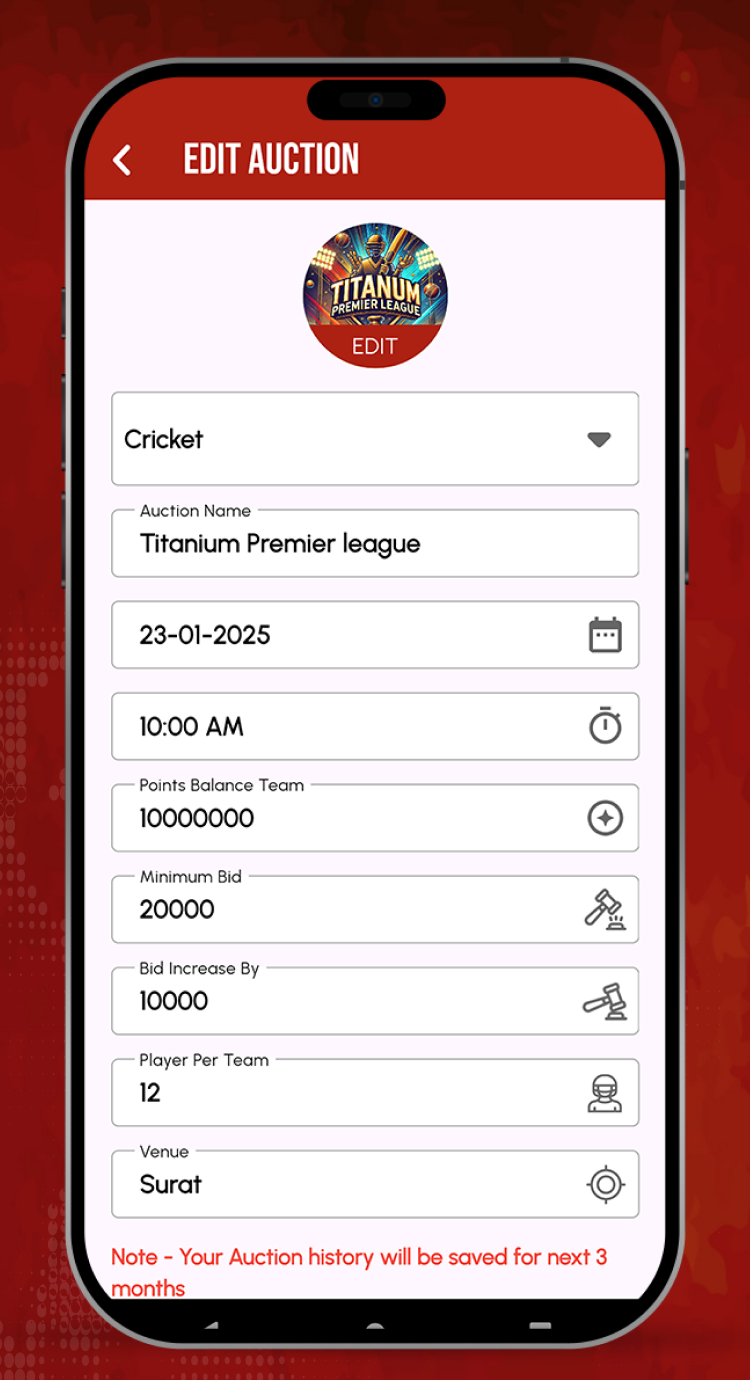 EDIT AUCTION
TITANUM
PREMIER LEAGUE
EDIT
Cricket
Auction Name
Titanium Premier league
23-01-2025
10:00 AM
Points Balance Team
10000000
Minimum Bid
20000
Bid Increase By
10000
Player Per Team
12
Venue
Surat
Note - Your Auction history will be saved for next 3
months